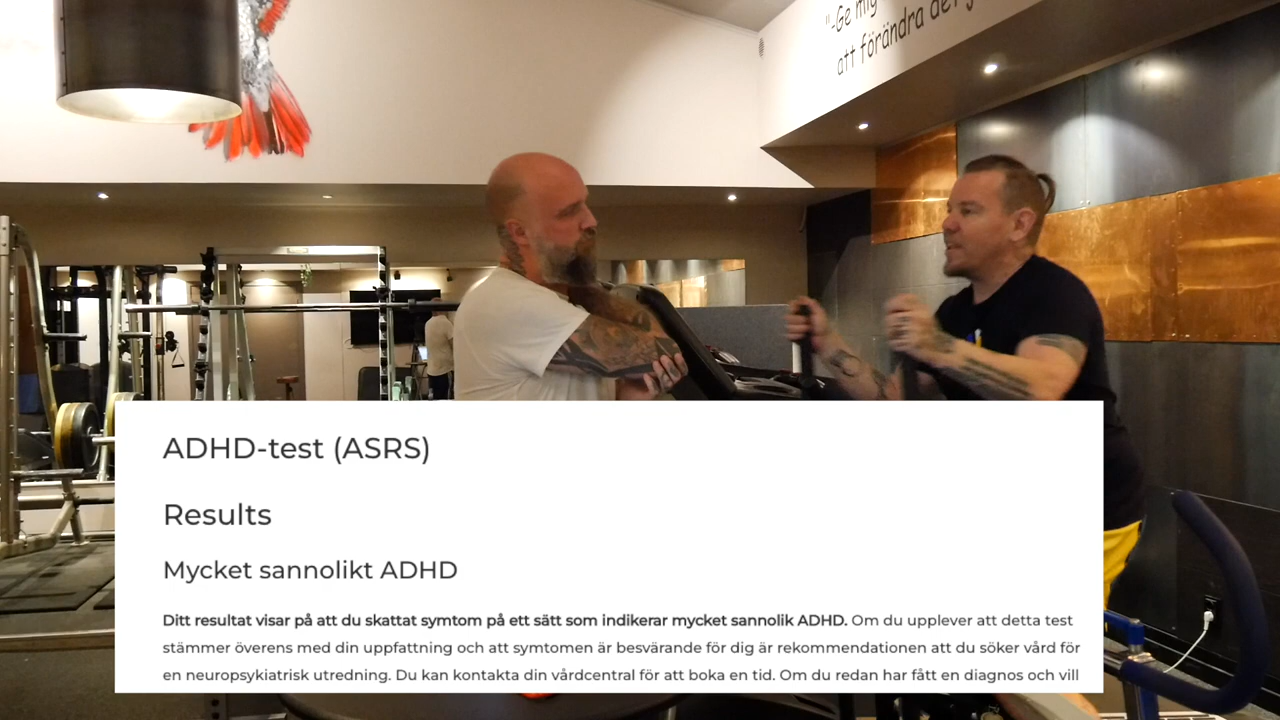 "-Ge mig
att förändra det j
ADHD-test (ASRS)
Results
Mycket sannolikt ADHD
Ditt resultat visar på att du skattat symtom på ett sätt som indikerar mycket sannolik ADHD. Om du upplever att detta test
stämmer överens med din uppfattning och att symtomen är besvärande för dig är rekommendationen att du söker vård för
en neuropsykiatrisk utredning. Du kan kontakta din vårdcentral för att boka en tid. Om du redan har fått en diagnos och vill